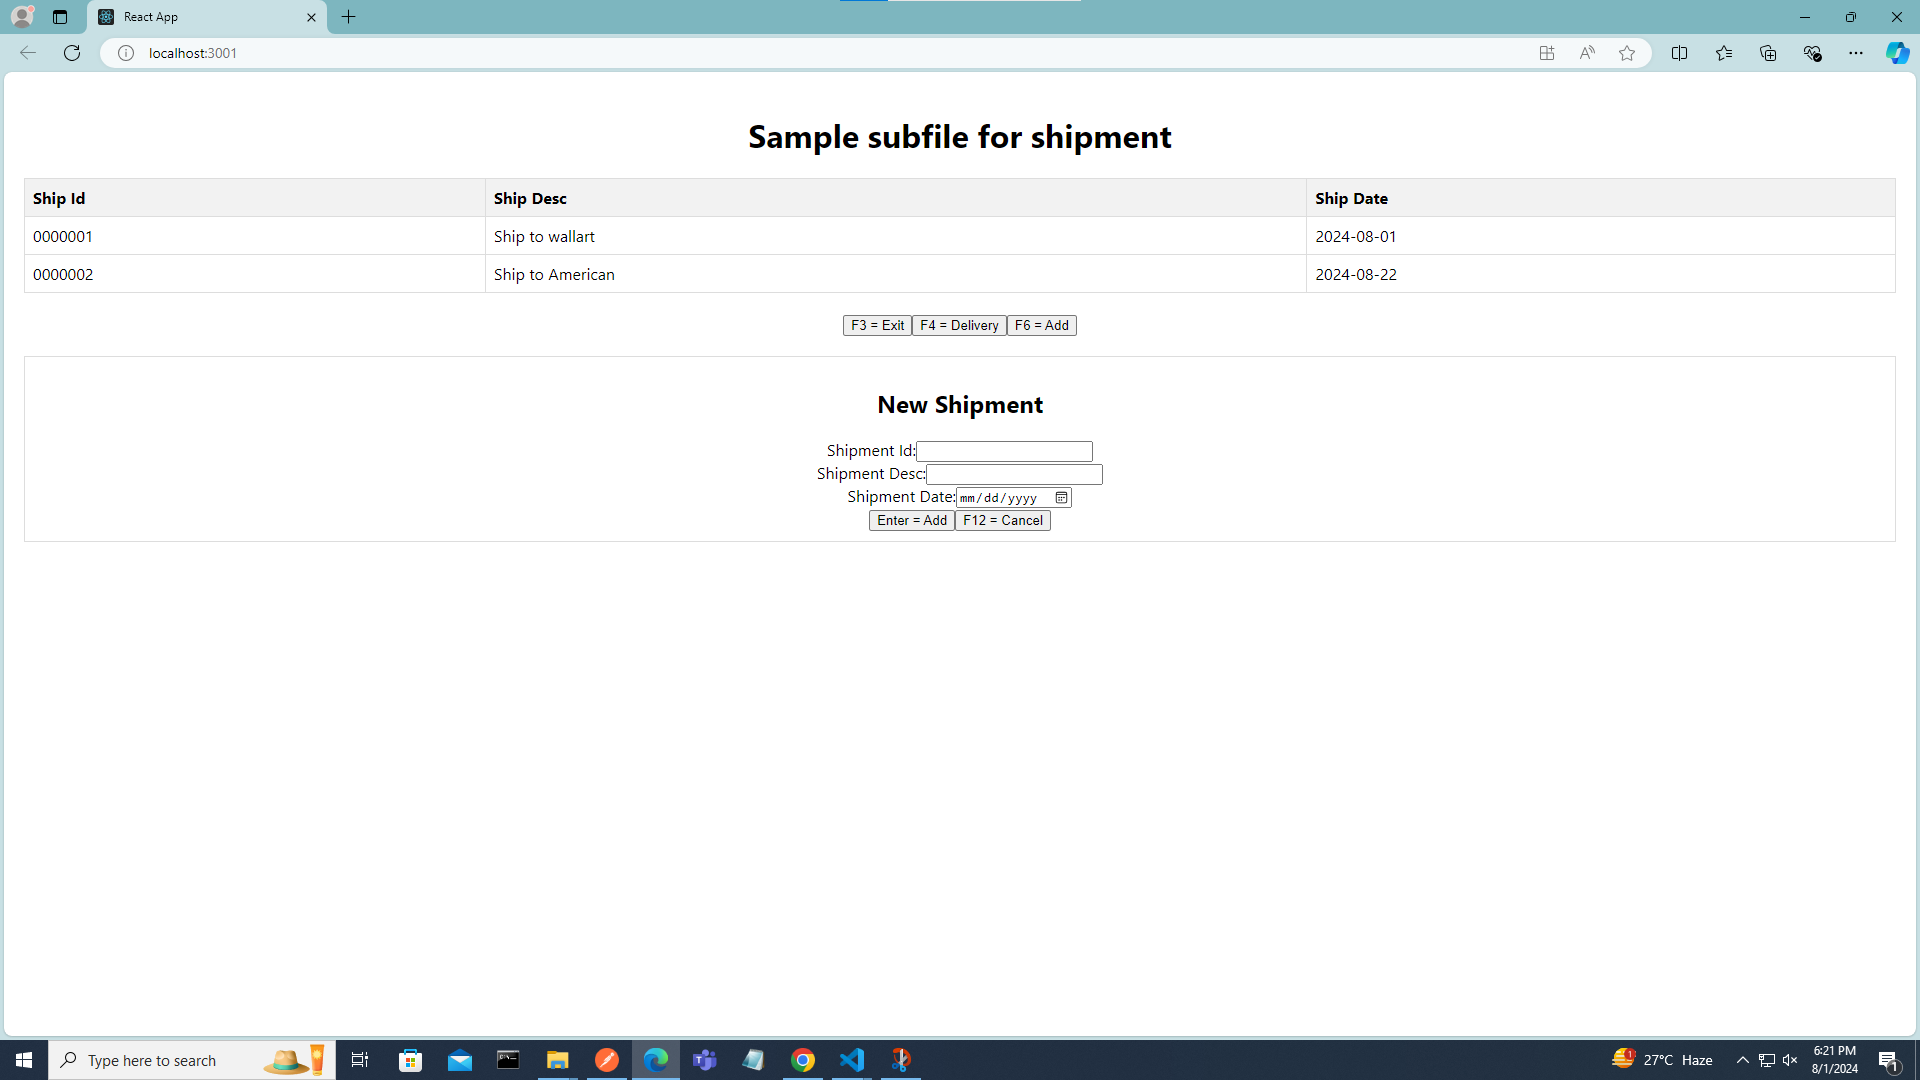 React App
localhost:3001
Sample subfile for shipment
Ship Id Ship Desc Ship Date
0000001 Ship to wallart 2024-08-01
0000002 Ship to American 2024-08-22
F3 = Exit F4 = Delivery F6 = Add
New Shipment
Shipment Id:
Shipment Desc:
Shipment Date: mm/dd/yyyy
Enter = Add F12 = Cancel
Type here to search
1 27°C Haze
6:21 PM
8/1/2024
1